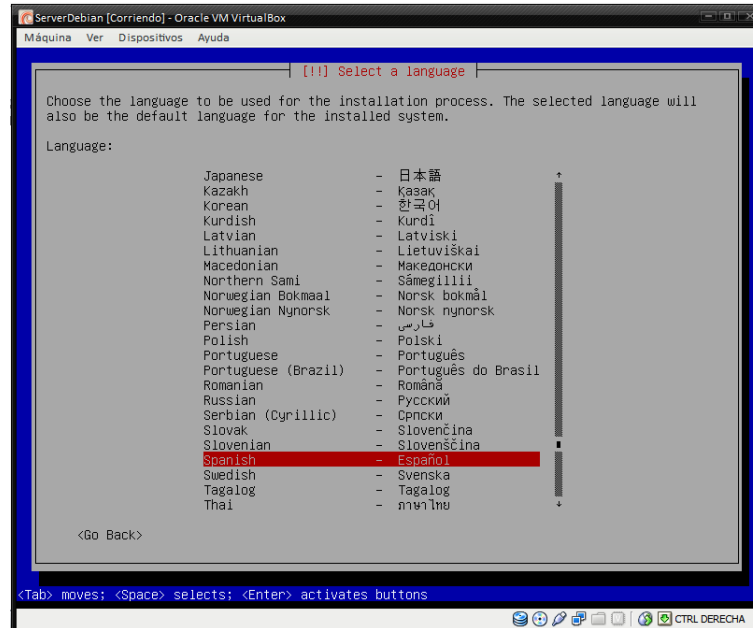 ServerDebian [Corriendo] - Oracle VM VirtualBox
Máquina Ver Dispositivos Ayuda
[!!] Select a language
Choose the language to be used for the installation process. The selected language will
also be the default language for the installed system.
Language:
Japanese - 日本語
Kazakh - Қазақ
Korean - 한국어
Kurdish - Kurdî
Latvian - Latviski
Lithuanian - Lietuviškai
Macedonian - Македонски
Northern Sami - Sámegillii
Norwegian Bokmaal - Norsk bokmål
Norwegian Nynorsk - Norsk nynorsk
Persian - فارسی
Polish - Polski
Portuguese - Português
Portuguese (Brazil) - Português do Brasil
Romanian - Română
Russian - Русский
Serbian (Cyrillic) - Српски
Slovak - Slovenčina
Slovenian - Slovenščina
Spanish - Español
Swedish - Svenska
Tagalog - Tagalog
Thai - ภาษาไทย
<Go Back>
<Tab> moves; <Space> selects; <Enter> activates buttons
CTRL DERECHA